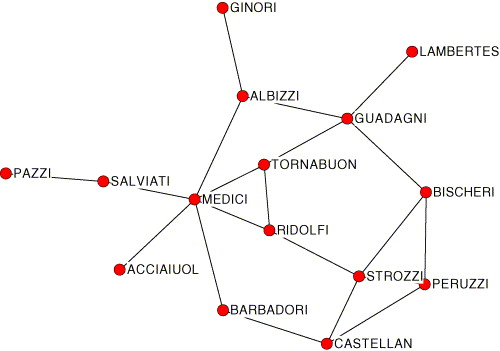 GINORI
LAMBERTES
ALBIZZI
GUADAGNI
TORNABUON
PAZZI
SALVIATI
BISCHERI
MEDICI
RIDOLFI
ACCIAIUOL
STROZZI
PERUZZI
BARBADORI
CASTELLAN